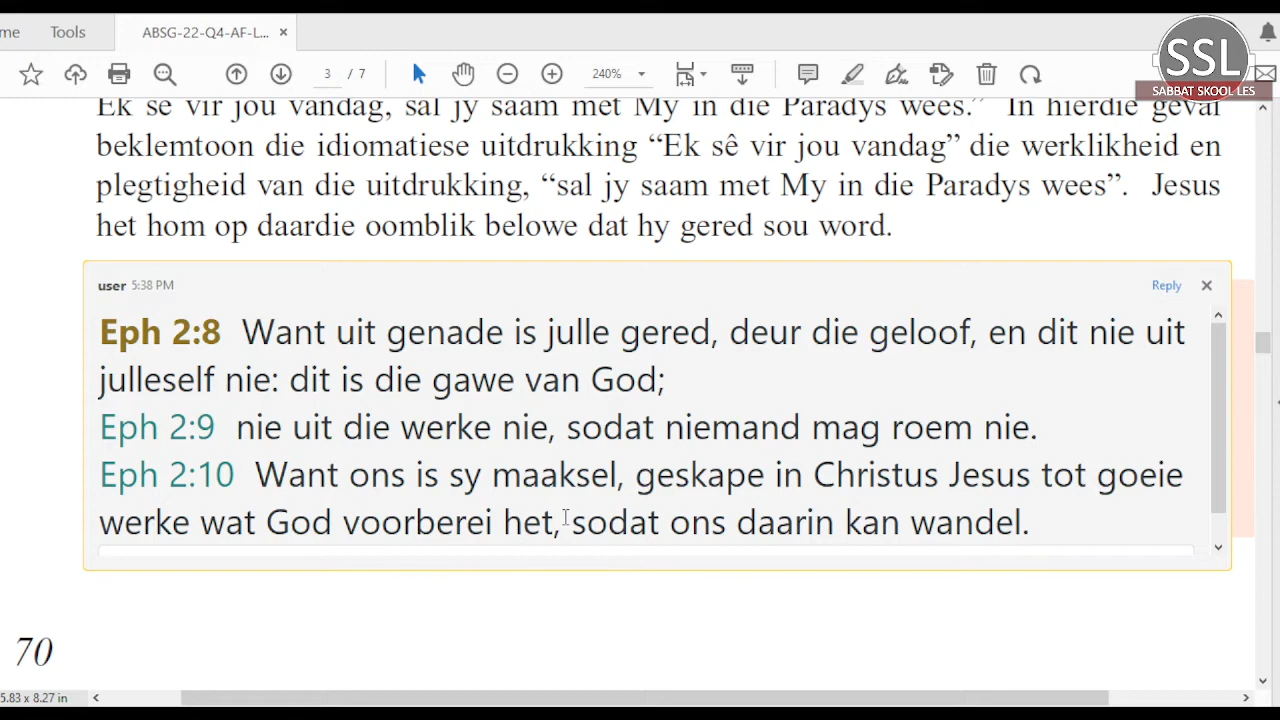 me Tools ABSG-22-Q4-AF-L... ×
SSL
SABBAT SKOOL LES
3 / 7 240%
Ek sê vir jou vandag, sal jy saam met My in die Paradys wees.” In hierdie geval
beklemtoon die idiomatiese uitdrukking “Ek sê vir jou vandag” die werklikheid en
plegtigheid van die uitdrukking, “sal jy saam met My in die Paradys wees”. Jesus
het hom op daardie oomblik belowe dat hy gered sou word.
user 5:38 PM Reply ×
Eph 2:8 Want uit genade is julle gered, deur die geloof, en dit nie uit
julleself nie: dit is die gawe van God;
Eph 2:9 nie uit die werke nie, sodat niemand mag roem nie.
Eph 2:10 Want ons is sy maaksel, geskape in Christus Jesus tot goeie
werke wat God voorberei het, sodat ons daarin kan wandel.
70
5.83 x 8.27 in